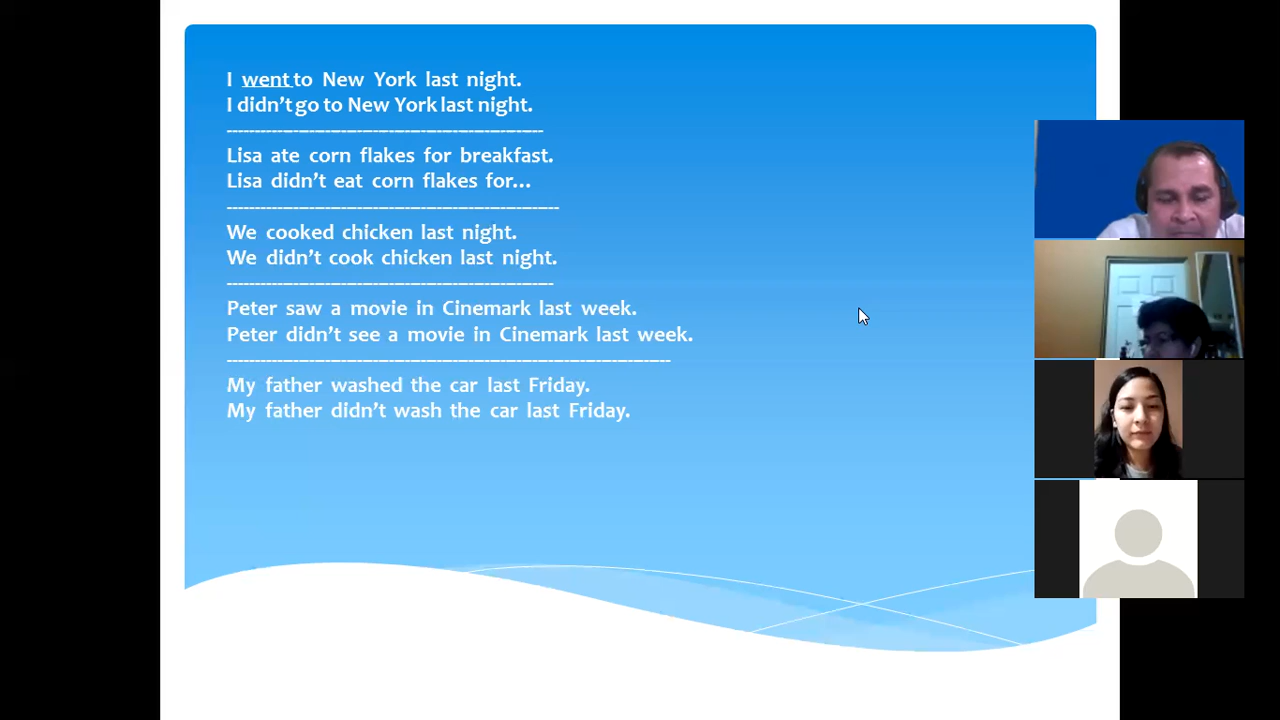 I went to New York last night.
I didn't go to New York last night.
--------------------------------------------------------
Lisa ate corn flakes for breakfast.
Lisa didn't eat corn flakes for...
-----------------------------------------------------------
We cooked chicken last night.
We didn't cook chicken last night.
----------------------------------------------------------
Peter saw a movie in Cinemark last week.
Peter didn't see a movie in Cinemark last week.
-------------------------------------------------------------------------------
My father washed the car last Friday.
My father didn't wash the car last Friday.